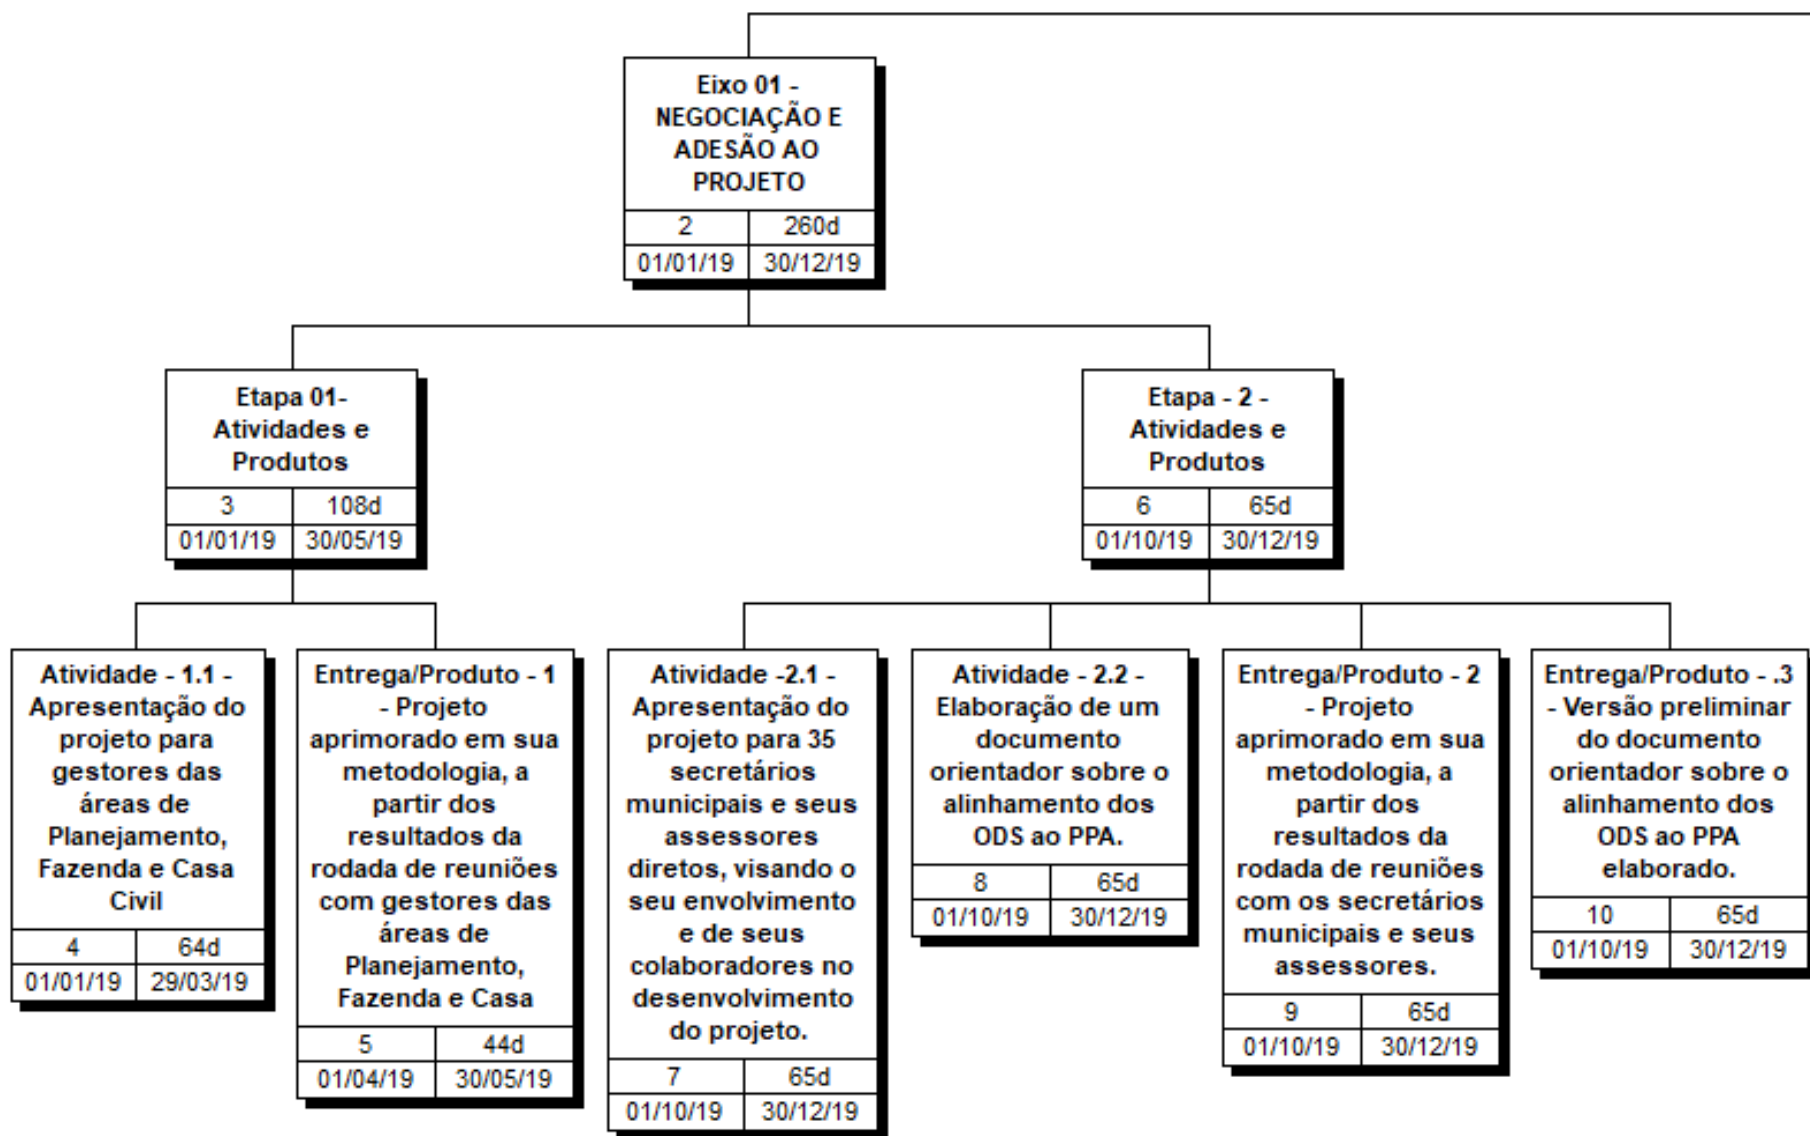 Eixo 01 -
NEGOCIAÇÃO E
ADESÃO AO
PROJETO
2 260d
01/01/19 30/12/19
Etapa 01-
Atividades e
Produtos
3 108d
01/01/19 30/05/19
Etapa - 2 -
Atividades e
Produtos
6 65d
01/10/19 30/12/19
Atividade - 1.1 -
Apresentação do
projeto para
gestores das
áreas de
Planejamento,
Fazenda e Casa
Civil
4 64d
01/01/19 29/03/19
Entrega/Produto - 1
- Projeto
aprimorado em sua
metodologia, a
partir dos
resultados da
rodada de reuniões
com gestores das
áreas de
Planejamento,
Fazenda e Casa
5 44d
01/04/19 30/05/19
Atividade -2.1 -
Apresentação do
projeto para 35
secretários
municipais e seus
assessores
diretos, visando o
seu envolvimento
e de seus
colaboradores no
desenvolvimento
do projeto.
7 65d
01/10/19 30/12/19
Atividade - 2.2 -
Elaboração de um
documento
orientador sobre o
alinhamento dos
ODS ao PPA.
8 65d
01/10/19 30/12/19
Entrega/Produto - 2
- Projeto
aprimorado em sua
metodologia, a
partir dos
resultados da
rodada de reuniões
com os secretários
municipais e seus
assessores.
9 65d
01/10/19 30/12/19
Entrega/Produto - .3
- Versão preliminar
do documento
orientador sobre o
alinhamento dos
ODS ao PPA
elaborado.
10 65d
01/10/19 30/12/19